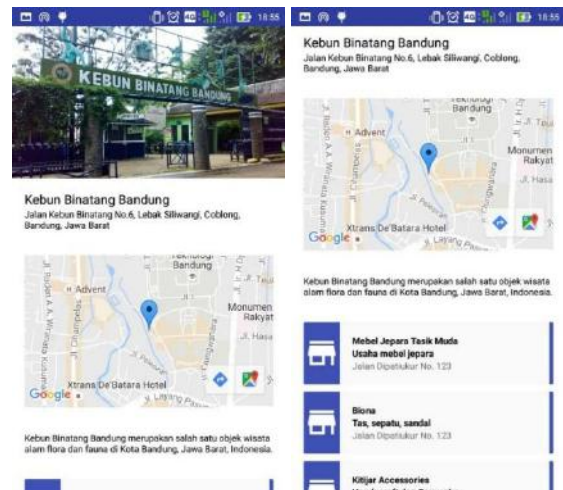 4G 18:55
KEBUN BINATANG BANDUNG
Kebun Binatang Bandung
Jalan Kebun Binatang No.6, Lebak Siliwangi, Coblong,
Bandung, Jawa Barat
Bandung
Advent
Monumen
Rakyat
Jl. Hasa
Xtrans De'Batara Hotel
Google
Kebun Binatang Bandung merupakan salah satu objek wisata
alam flora dan fauna di Kota Bandung, Jawa Barat, Indonesia.
4G 18:55
Kebun Binatang Bandung
Jalan Kebun Binatang No.6, Lebak Siliwangi, Coblong,
Bandung, Jawa Barat
Bandung
Advent
Monumen
Rakyat
Jl. Hasa
Xtrans De'Batara Hotel
Jl. Layang
Google
Kebun Binatang Bandung merupakan salah satu objek wisata
alam flora dan fauna di Kota Bandung, Jawa Barat, Indonesia.
Mebel Jepara Tasik Muda
Usaha mebel jepara
Jalan Dipatiukur No. 123
Biona
Tas, sepatu, sandal
Jalan Dipatiukur No. 123
Kitijar Accessories